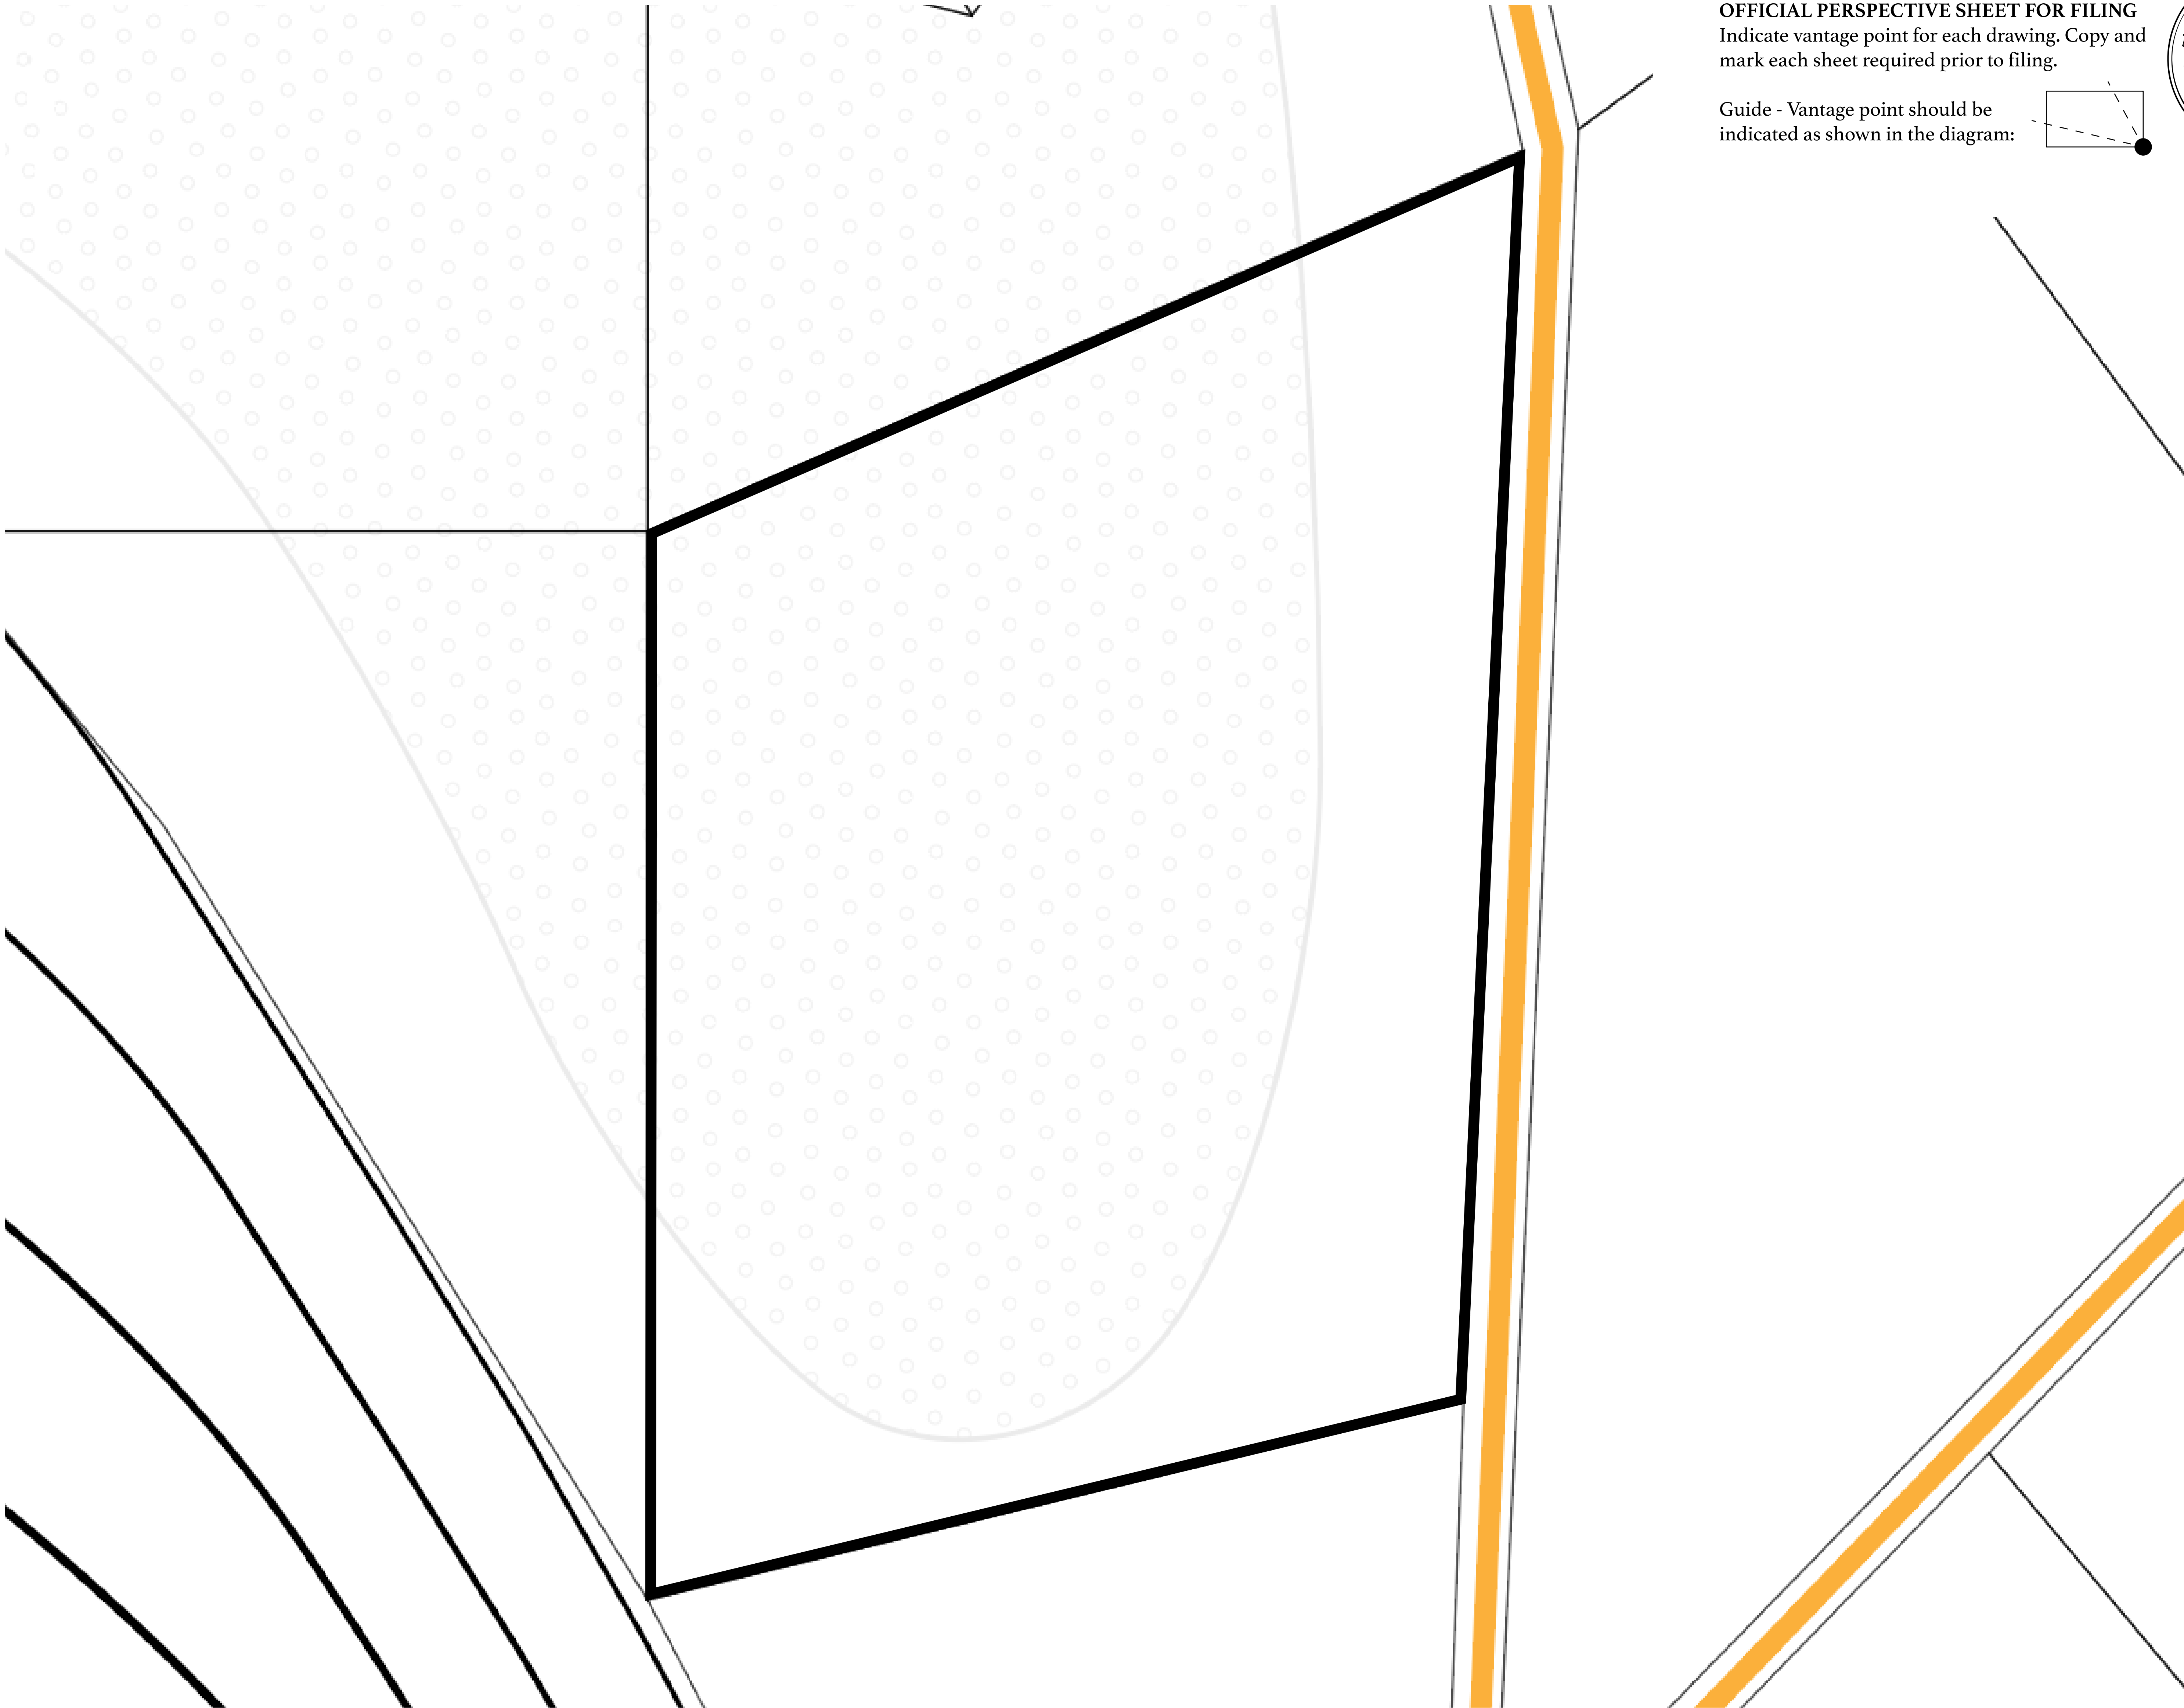 OFFICIAL PERSPECTIVE SHEET FOR FILING
Indicate vantage point for each drawing. Copy and
mark each sheet required prior to filing.
Guide - Vantage point should be
indicated as shown in the diagram: